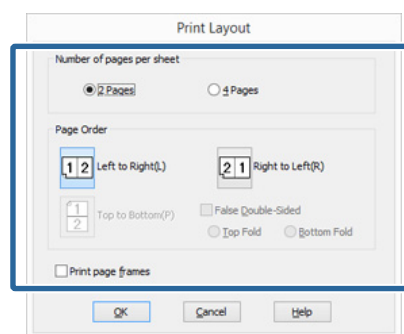 Print Layout
Number of pages per sheet
2 Pages
4 Pages
Page Order
1 2 Left to Right(L)
2 1 Right to Left(R)
1
2
Top to Bottom(P)
False Double-Sided
Top Fold
Bottom Fold
Print page frames
OK
Cancel
Help